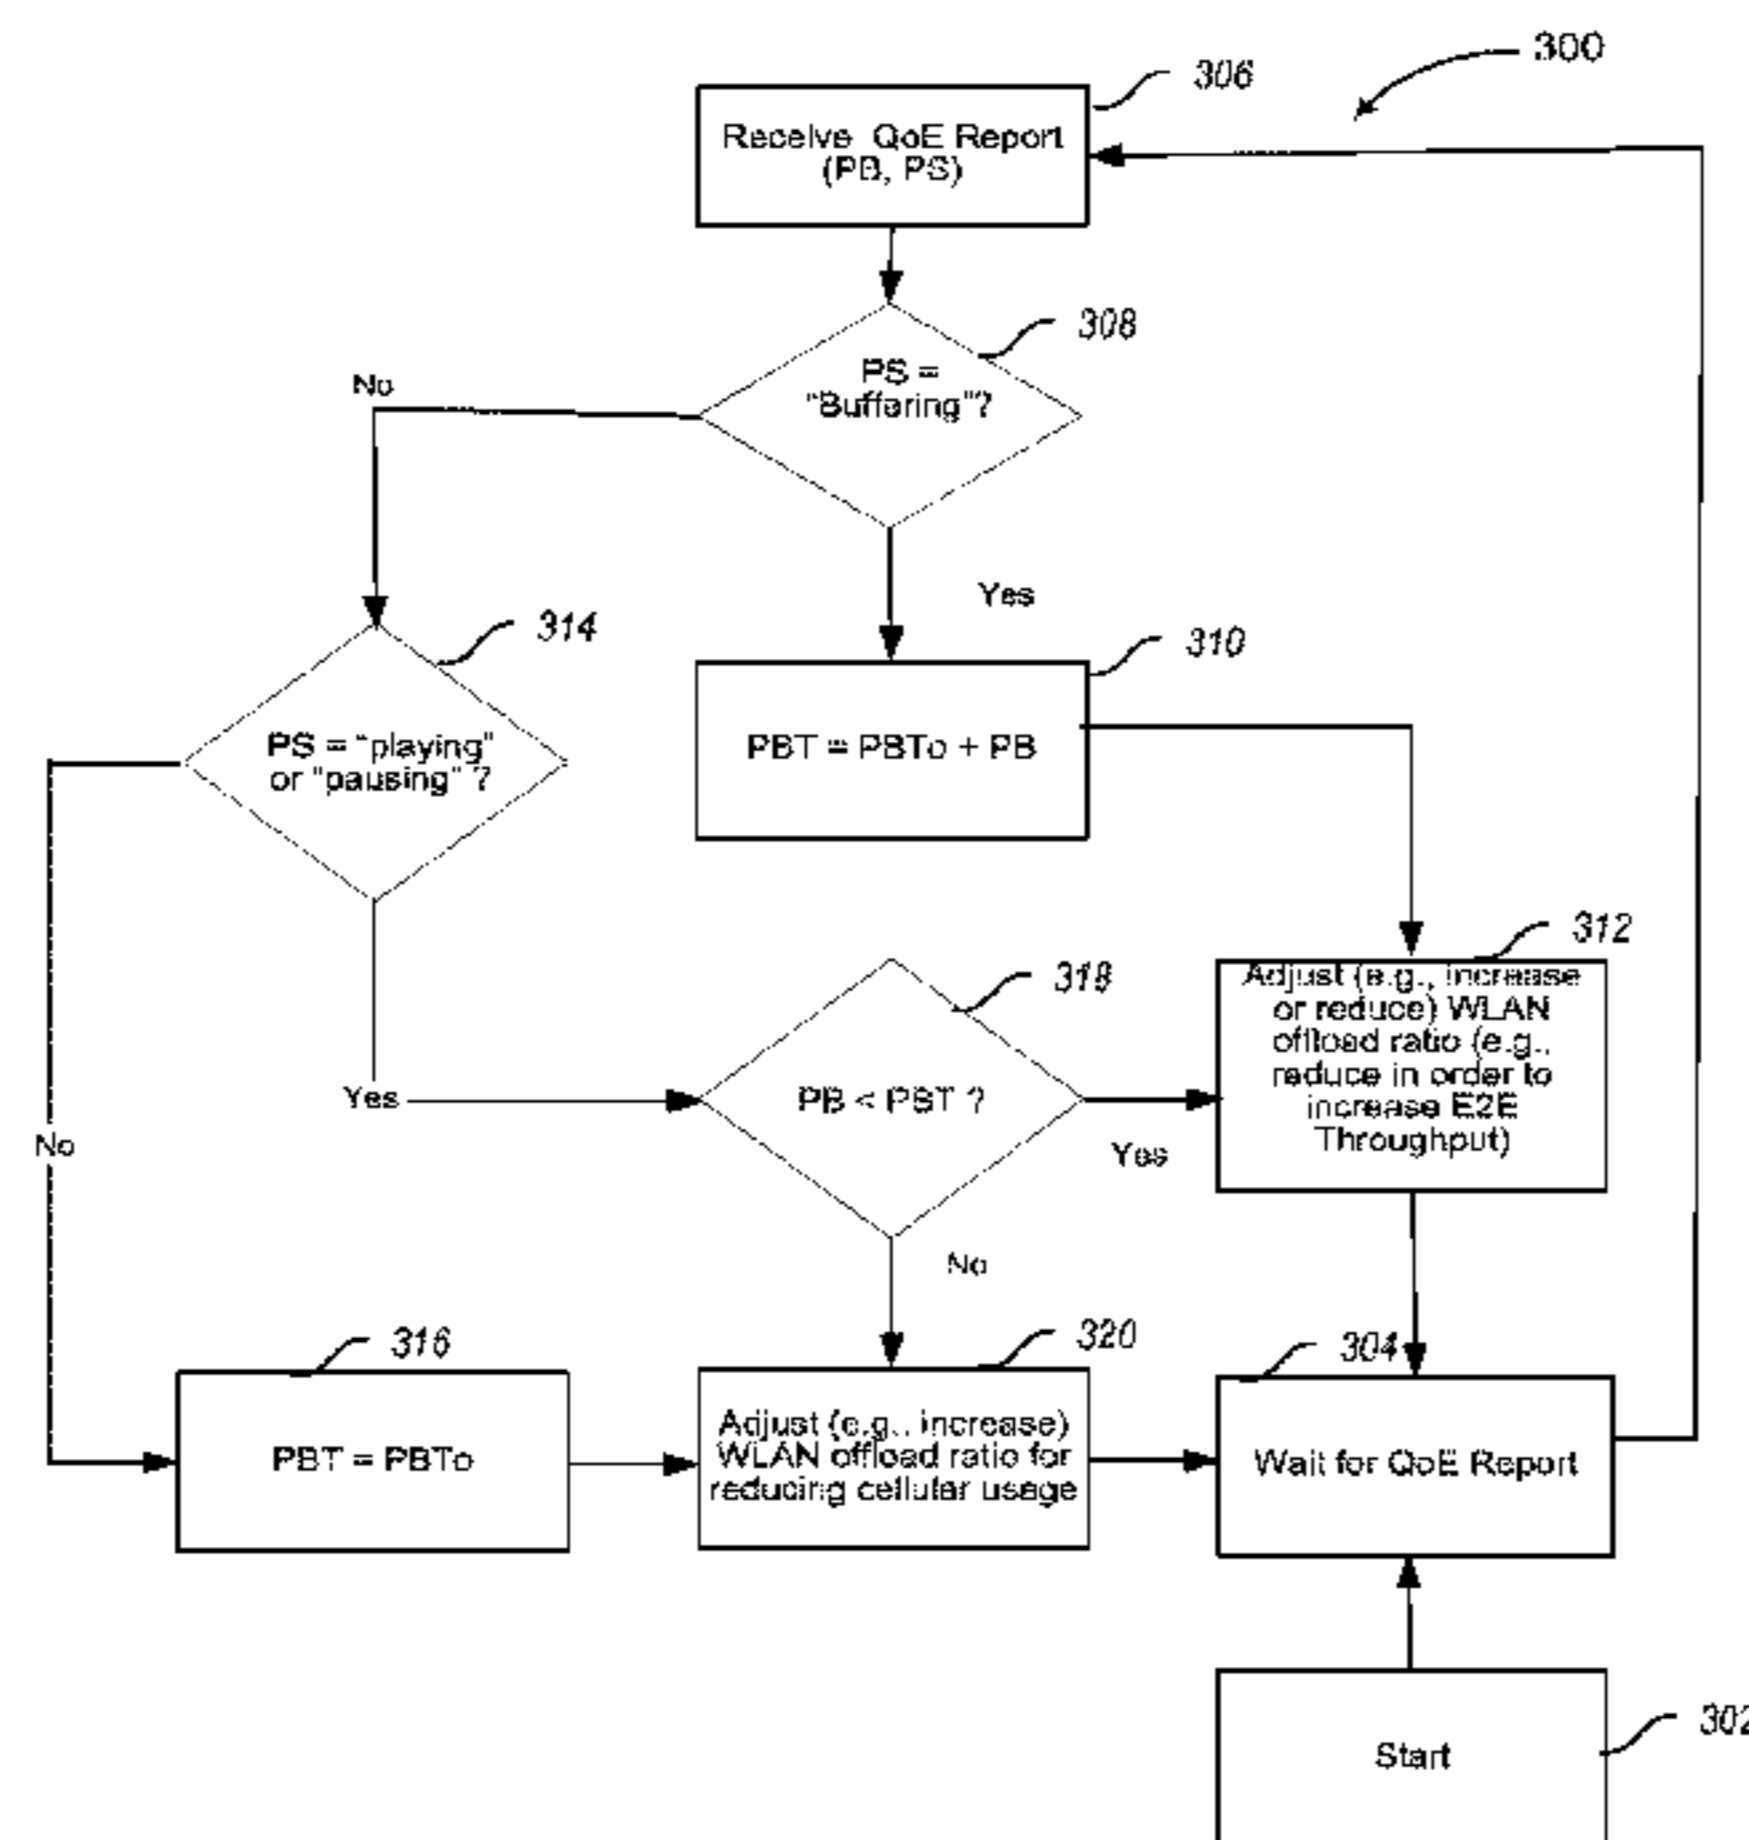 300
306
Receive QoE Report
(PB, PS)
308
PS =
"Buffering"?
No
Yes
314
PS = "playing"
or "pausing" ?
310
PBT = PBTo + PB
312
Adjust (e.g., increase
or reduce) WLAN
offload ratio (e.g.,
reduce in order to
increase E2E
Throughput)
318
PB < PBT ?
Yes
Yes
No
No
316
PBT = PBTo
320
Adjust (e.g., increase)
WLAN offload ratio for
reducing cellular usage
304
Wait for QoE Report
302
Start